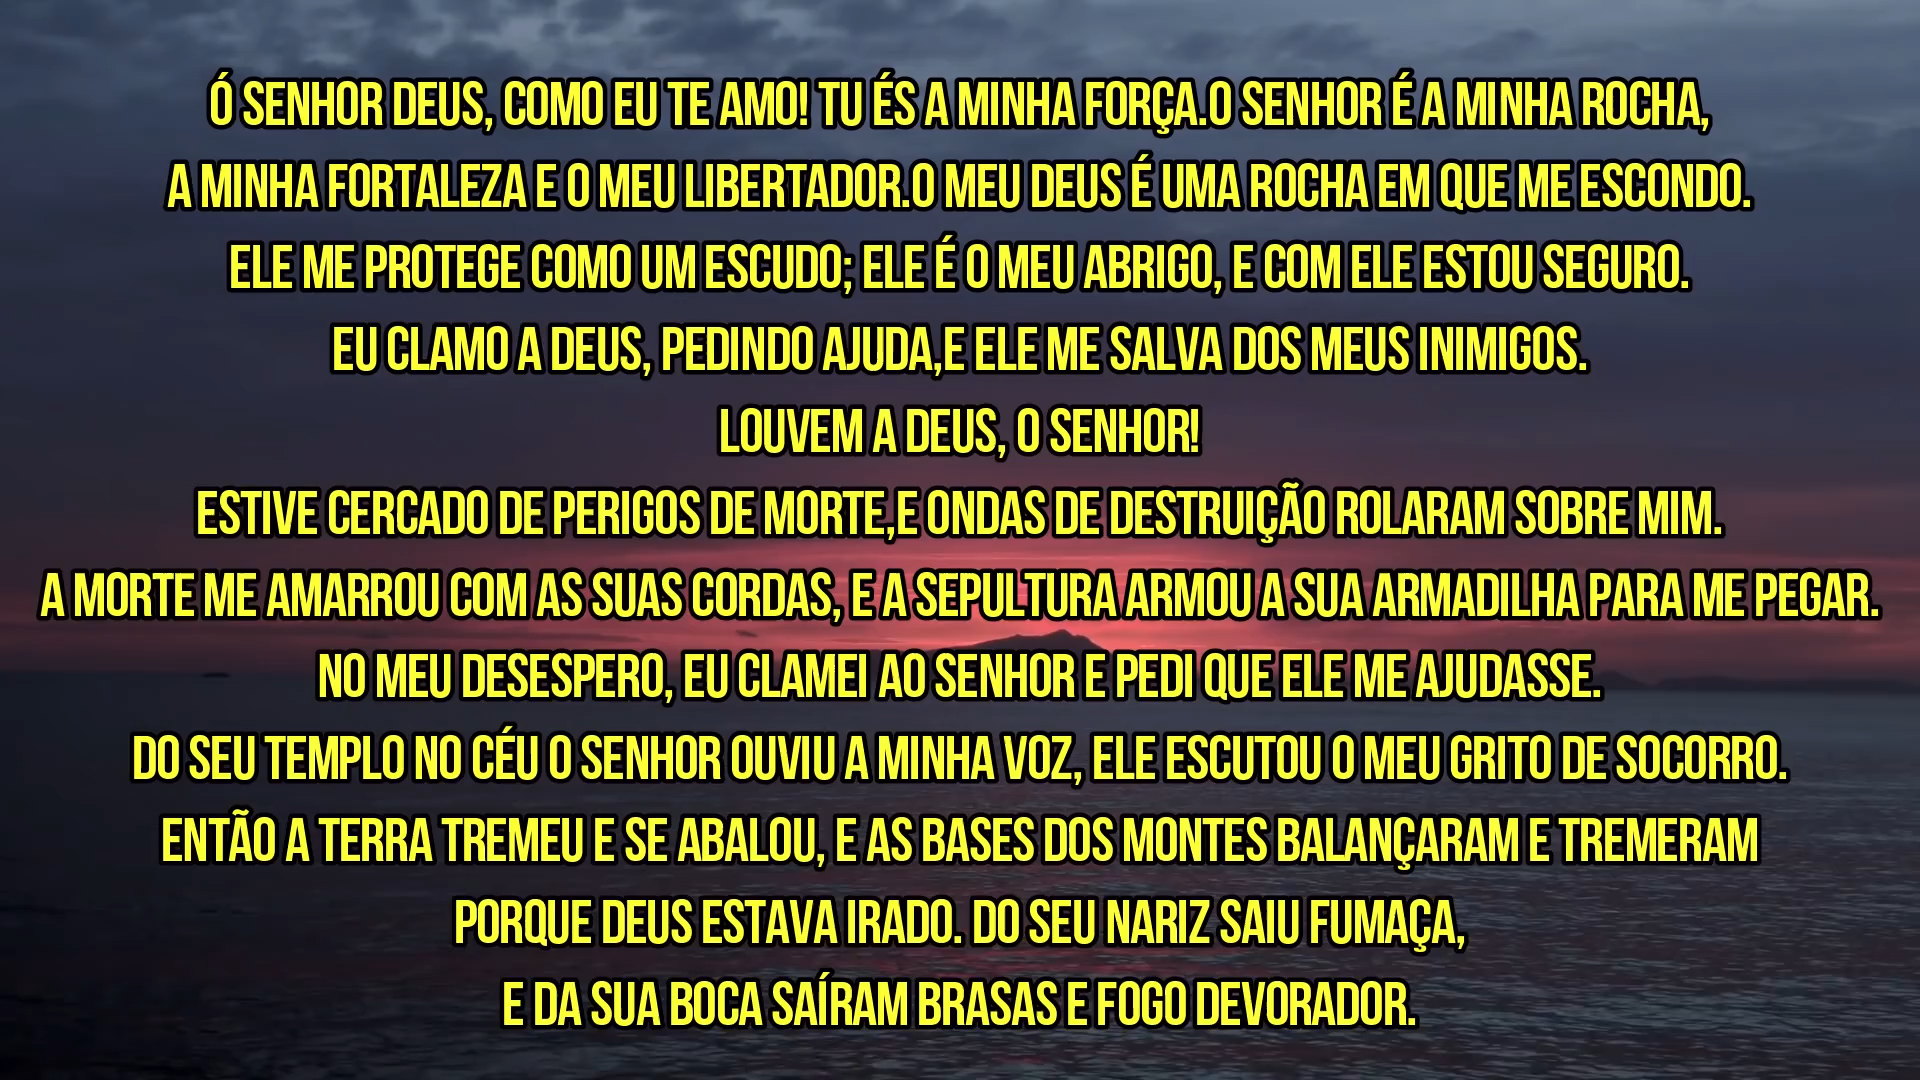 Ó SENHOR DEUS, COMO EU TE AMO! TU ÉS A MINHA FORÇA.O SENHOR É A MINHA ROCHA,
A MINHA FORTALEZA E O MEU LIBERTADOR.O MEU DEUS É UMA ROCHA EM QUE ME ESCONDO.
ELE ME PROTEGE COMO UM ESCUDO; ELE É O MEU ABRIGO, E COM ELE ESTOU SEGURO.
EU CLAMO A DEUS, PEDINDO AJUDA,E ELE ME SALVA DOS MEUS INIMIGOS.
LOUVEM A DEUS, O SENHOR!
ESTIVE CERCADO DE PERIGOS DE MORTE,E ONDAS DE DESTRUIÇÃO ROLARAM SOBRE MIM.
A MORTE ME AMARROU COM AS SUAS CORDAS, E A SEPULTURA ARMOU A SUA ARMADILHA PARA ME PEGAR.
NO MEU DESESPERO, EU CLAMEI AO SENHOR E PEDI QUE ELE ME AJUDASSE.
DO SEU TEMPLO NO CÉU O SENHOR OUVIU A MINHA VOZ, ELE ESCUTOU O MEU GRITO DE SOCORRO.
ENTÃO A TERRA TREMEU E SE ABALOU, E AS BASES DOS MONTES BALANÇARAM E TREMERAM
PORQUE DEUS ESTAVA IRADO. DO SEU NARIZ SAIU FUMAÇA,
E DA SUA BOCA SAÍRAM BRASAS E FOGO DEVORADOR.